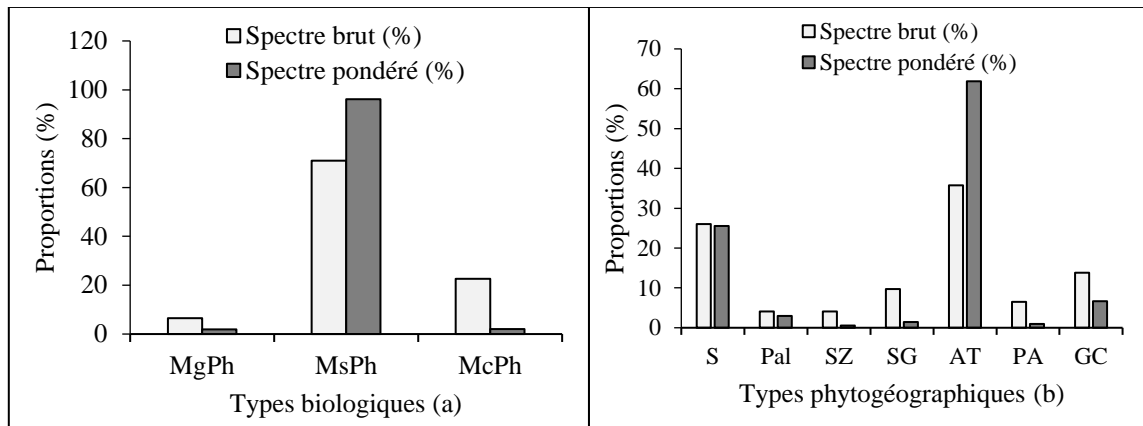 Spectre brut (%)
Spectre pondéré (%)
120
100
80
60
40
20
0
Proportions (%)
MgPh MsPh McPh
Types biologiques (a)
Spectre brut (%)
Spectre pondéré (%)
70
60
50
40
30
20
10
0
Proportions (%)
S Pal SZ SG AT PA GC
Types phytogéographiques (b)